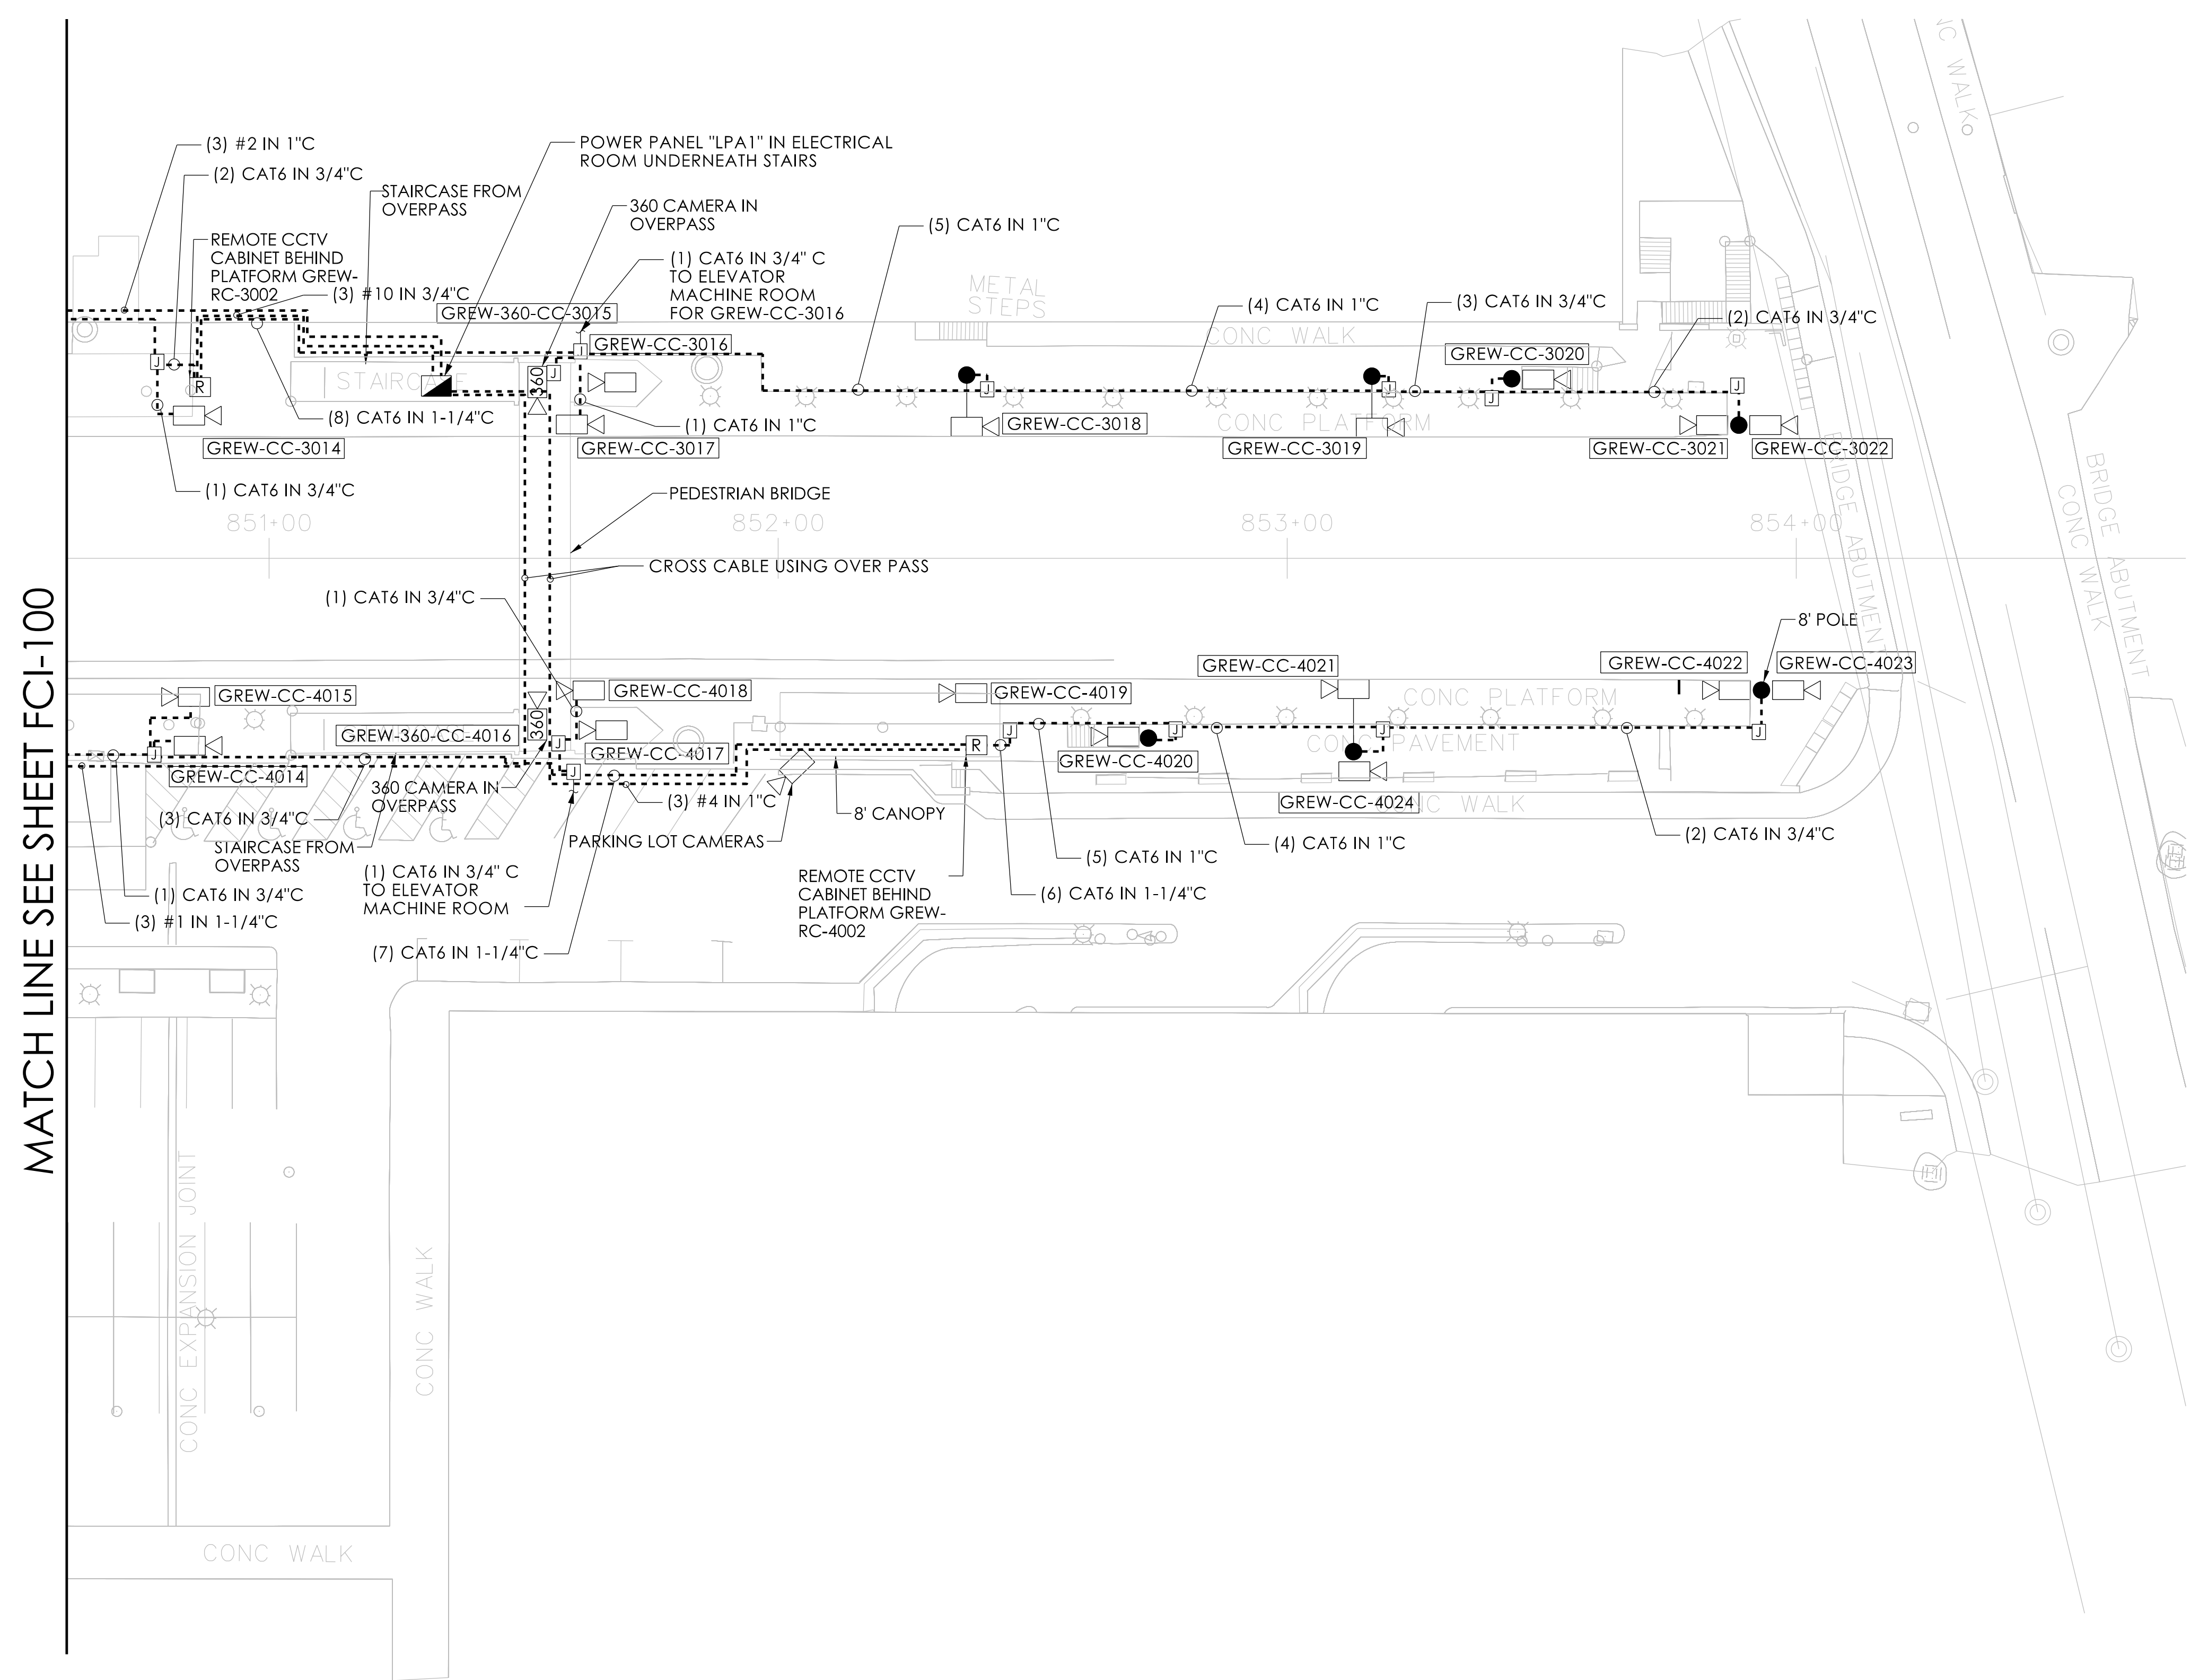 MATCH LINE SEE SHEET FCI-100
(3) #2 IN 1"C
(2) CAT6 IN 3/4"C
STAIRCASE FROM
OVERPASS
POWER PANEL "LPA1" IN ELECTRICAL
ROOM UNDERNEATH STAIRS
360 CAMERA IN
OVERPASS
(1) CAT6 IN 3/4" C
TO ELEVATOR
MACHINE ROOM
FOR GREW-CC-3016
REMOTE CCTV
CABINET BEHIND
PLATFORM GREW-
RC-3002
(3) #10 IN 3/4"C
GREW-360-CC-3015
GREW-CC-3016
(5) CAT6 IN 1"C
METAL
STEPS
CONC WALK
(4) CAT6 IN 1"C
(3) CAT6 IN 3/4"C
(2) CAT6 IN 3/4"C
GREW-CC-3020
J
R
J
360
J
J
J
J
J
STAIRCASE
(8) CAT6 IN 1-1/4"C
(1) CAT6 IN 1"C
GREW-CC-3014
GREW-CC-3017
GREW-CC-3018
CONC PLATFORM
GREW-CC-3019
GREW-CC-3021
GREW-CC-3022
(1) CAT6 IN 3/4"C
PEDESTRIAN BRIDGE
851+00
852+00
853+00
854+00
CROSS CABLE USING OVER PASS
(1) CAT6 IN 3/4"C
8' POLE
BRIDGE ABUTMENT
BRIDGE ABUTMENT
CONC WALK
NC WALK
GREW-CC-4015
GREW-CC-4018
GREW-CC-4019
GREW-CC-4021
GREW-CC-4022
GREW-CC-4023
CONC PLATFORM
GREW-360-CC-4016
360
J
J
J
GREW-CC-4017
R
J
J
J
J
CONC PAVEMENT
GREW-CC-4014
GREW-CC-4020
GREW-CC-4024
CONC WALK
360 CAMERA IN
OVERPASS
(3) CAT6 IN 3/4"C
(3) #4 IN 1"C
8' CANOPY
STAIRCASE FROM
OVERPASS
PARKING LOT CAMERAS
(1) CAT6 IN 3/4" C
TO ELEVATOR
MACHINE ROOM
REMOTE CCTV
CABINET BEHIND
PLATFORM GREW-
RC-4002
(5) CAT6 IN 1"C
(4) CAT6 IN 1"C
(2) CAT6 IN 3/4"C
(6) CAT6 IN 1-1/4"C
(1) CAT6 IN 3/4"C
(3) #1 IN 1-1/4"C
(7) CAT6 IN 1-1/4"C
CONC EXPANSION JOINT
CONC WALK
CONC WALK